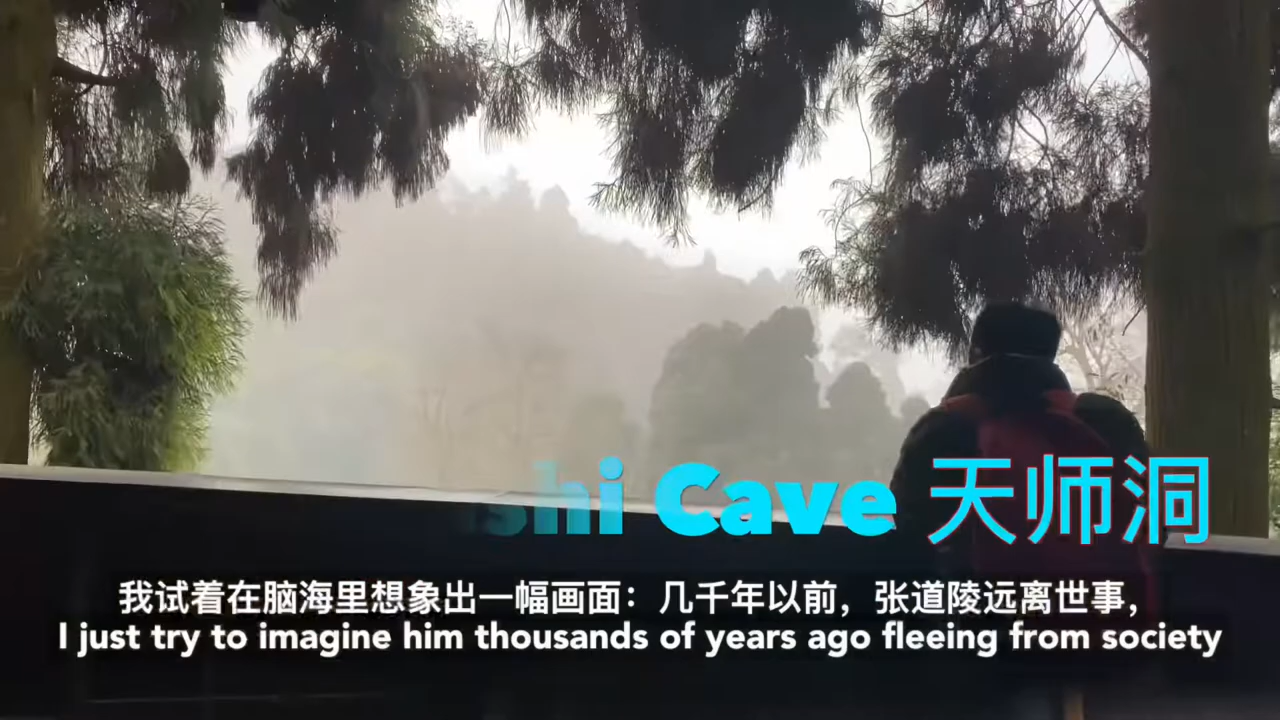 shi Cave 天师洞
我试着在脑海里想象出一幅画面：几千年以前，张道陵远离世事，
I just try to imagine him thousands of years ago fleeing from society